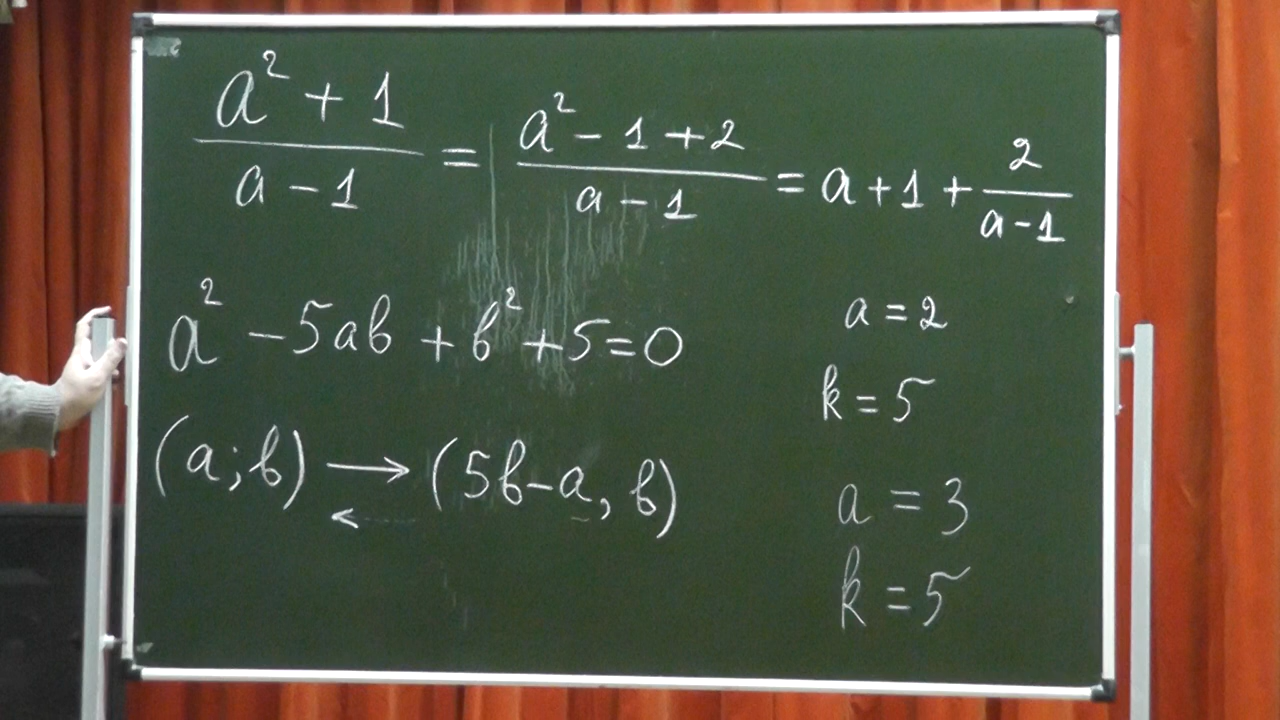 a² + 1 / a - 1 = a² - 1 + 2 / a - 1 = a + 1 + 2 / a - 1
a² - 5ab + b² + 5 = 0
(a; b) → ← (5b - a, b)
a = 2
k = 5
a = 3
k = 5